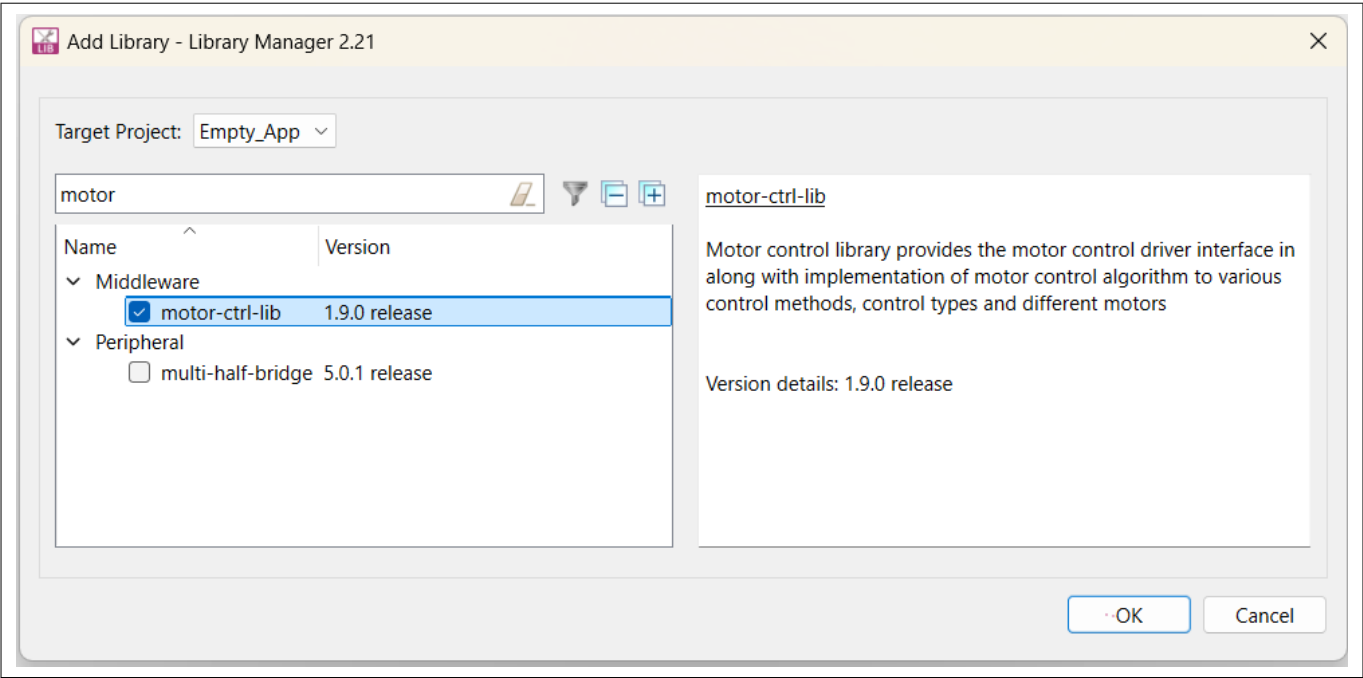 LIB
Add Library - Library Manager 2.21
Target Project: Empty_App
motor
Name Version
Middleware
motor-ctrl-lib 1.9.0 release
Peripheral
multi-half-bridge 5.0.1 release
motor-ctrl-lib
Motor control library provides the motor control driver interface in
along with implementation of motor control algorithm to various
control methods, control types and different motors
Version details: 1.9.0 release
OK Cancel